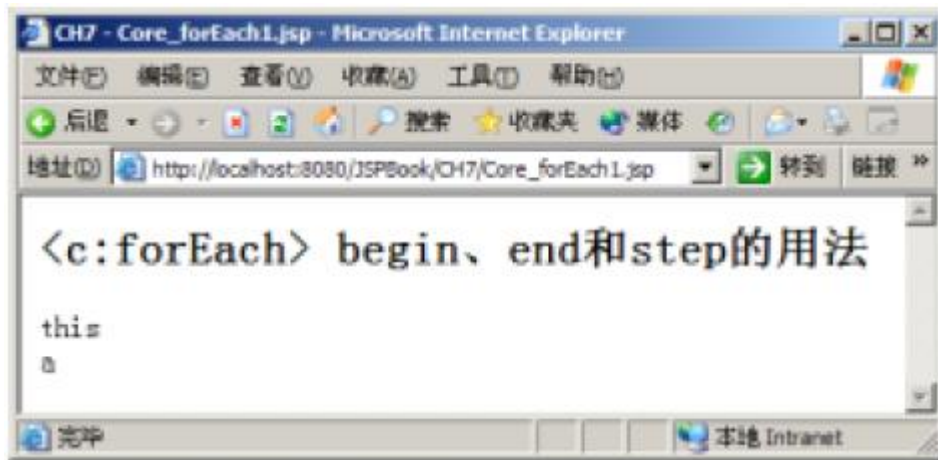 CH7 - Core_forEach1.jsp - Microsoft Internet Explorer
文件(F) 编辑(E) 查看(V) 收藏(A) 工具(T) 帮助(H)
后退 搜索 收藏夹 媒体
地址(D) http://localhost:8080/JSPBook/CH7/Core_forEach1.jsp 转到 链接 »
<c:forEach> begin、end和step的用法
this
a
完毕 本地 Intranet